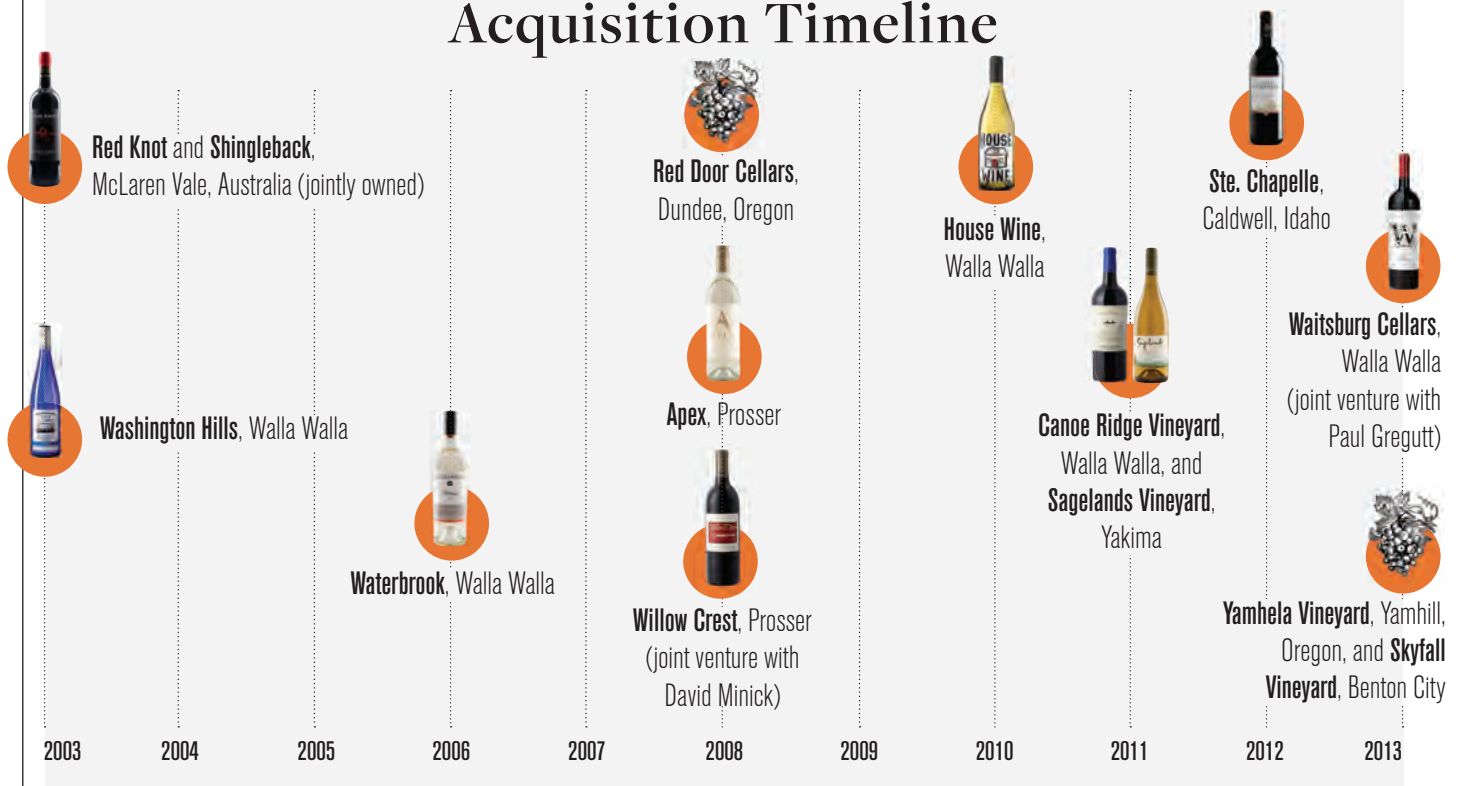 Acquisition Timeline
Red Knot and Shingleback,
McLaren Vale, Australia (jointly owned)
Washington Hills, Walla Walla
Waterbrook, Walla Walla
Red Door Cellars,
Dundee, Oregon
Apex, Prosser
Willow Crest, Prosser
(joint venture with
David Minick)
HOUSE
WINE
House Wine,
Walla Walla
Canoe Ridge Vineyard,
Walla Walla, and
Sagelands Vineyard,
Yakima
Ste. Chapelle,
Caldwell, Idaho
W
Waitsburg Cellars,
Walla Walla
(joint venture with
Paul Gregutt)
Yamhela Vineyard, Yamhill,
Oregon, and Skyfall
Vineyard, Benton City
2003 2004 2005 2006 2007 2008 2009 2010 2011 2012 2013